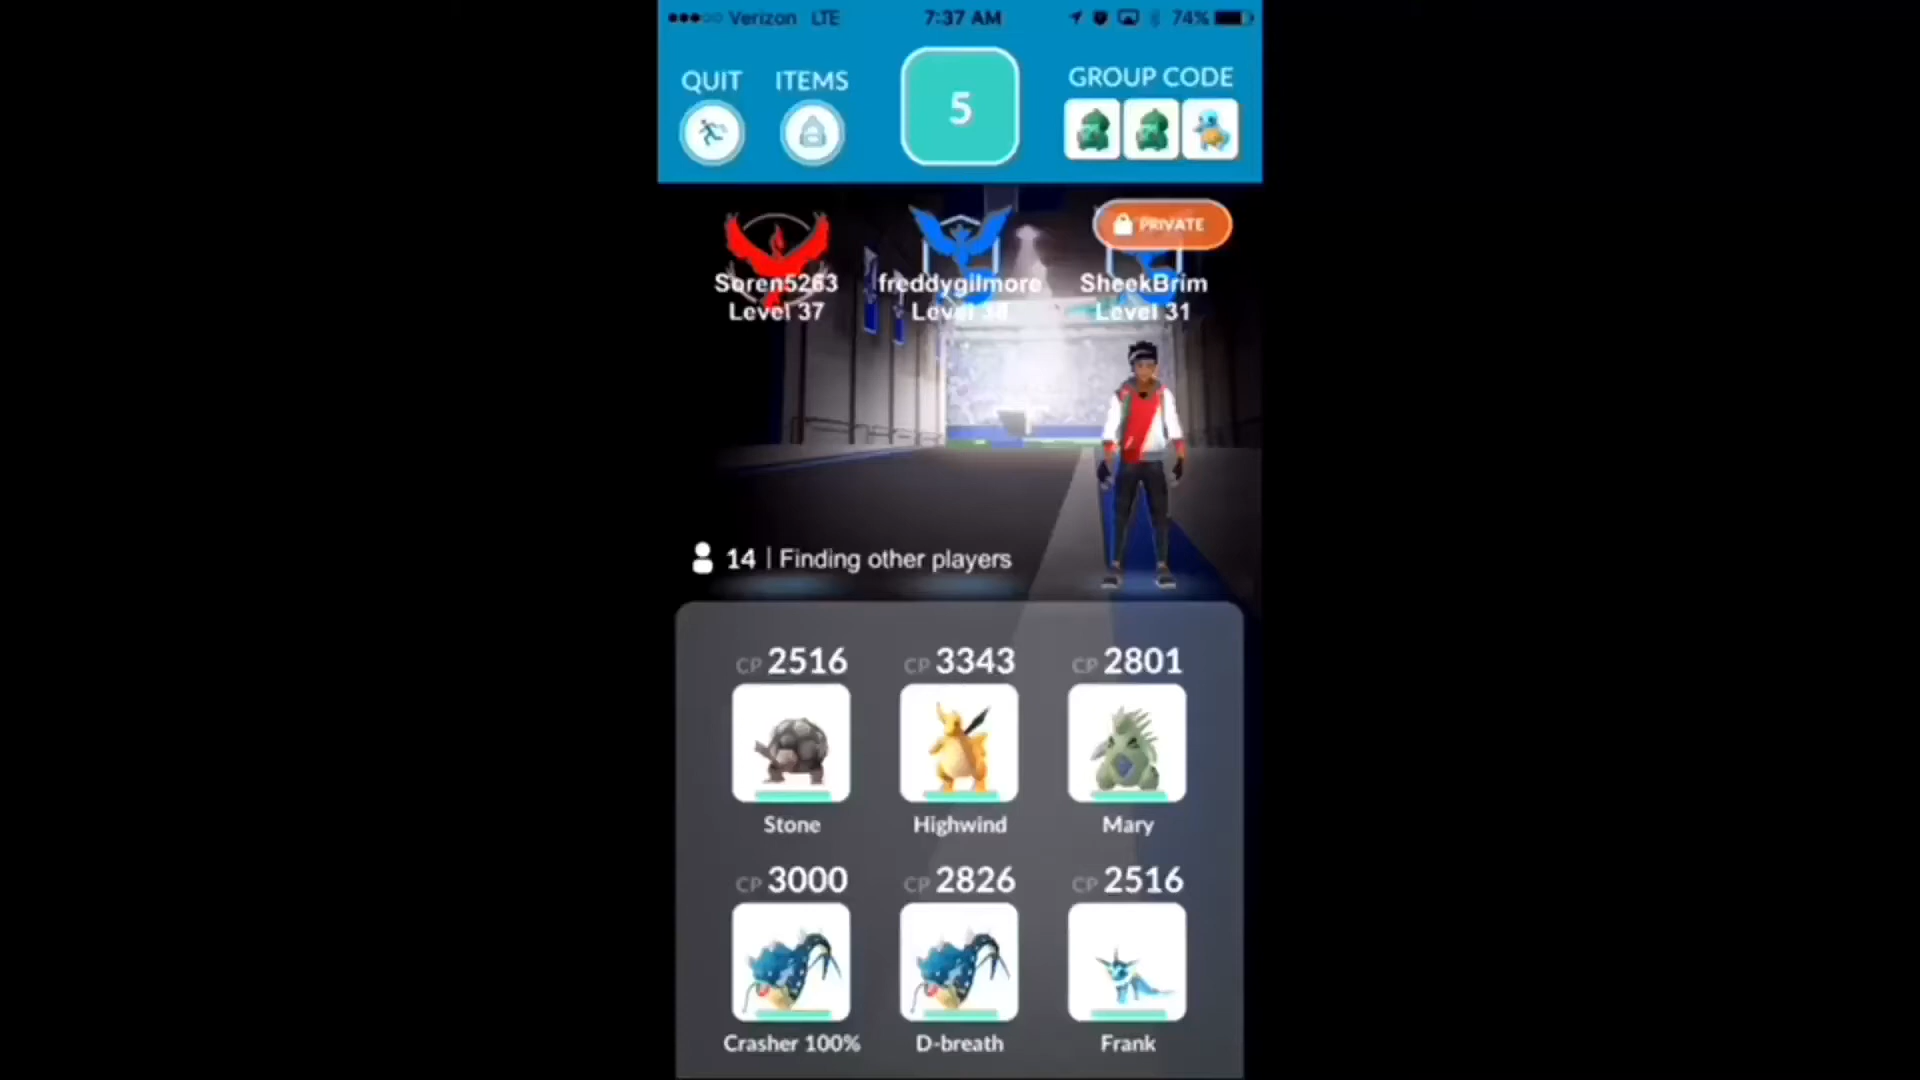 Verizon LTE 7:37 AM 74%
QUIT ITEMS 5 GROUP CODE
PRIVATE
Soren5263 freddygilmore SheekBrim
Level 37 Level Level 31
14 | Finding other players
CP 2516 CP 3343 CP 2801
Stone Highwind Mary
CP 3000 CP 2826 CP 2516
Crasher 100% D-breath Frank